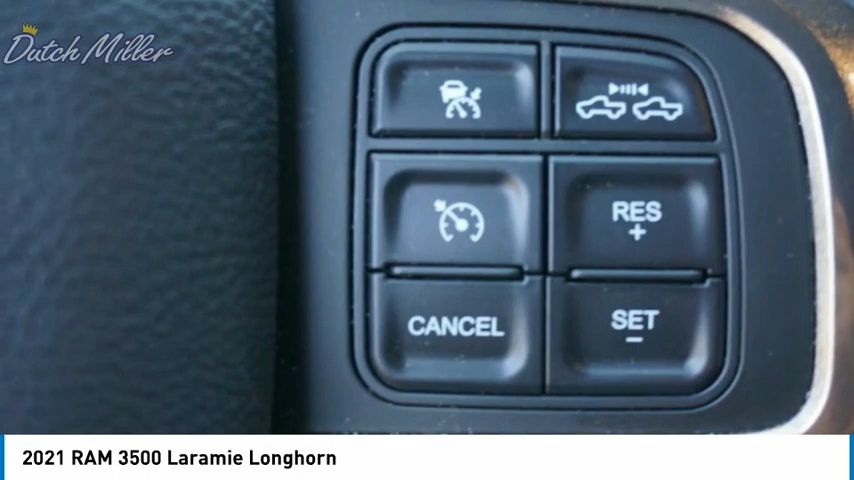 Dutch Miller
RES
+
CANCEL
SET
–
2021 RAM 3500 Laramie Longhorn